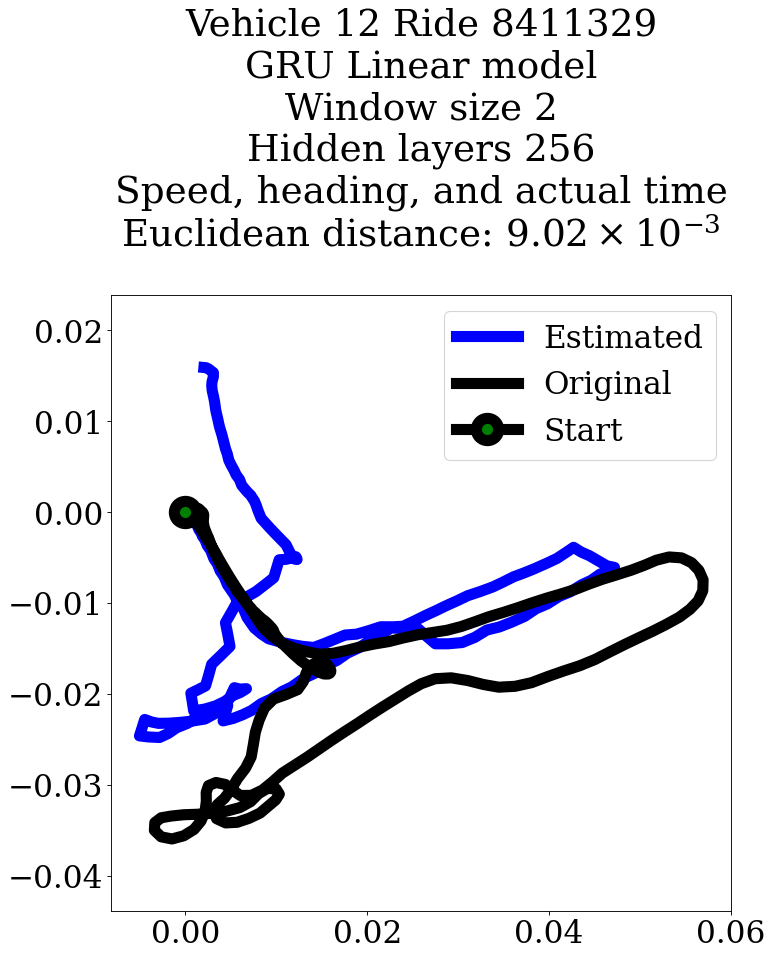 Vehicle 12 Ride 8411329
GRU Linear model
Window size 2
Hidden layers 256
Speed, heading, and actual time
Euclidean distance: 9.02 × 10⁻³
Estimated
Original
Start
0.02
0.01
0.00
−0.01
−0.02
−0.03
−0.04
0.00 0.02 0.04 0.06